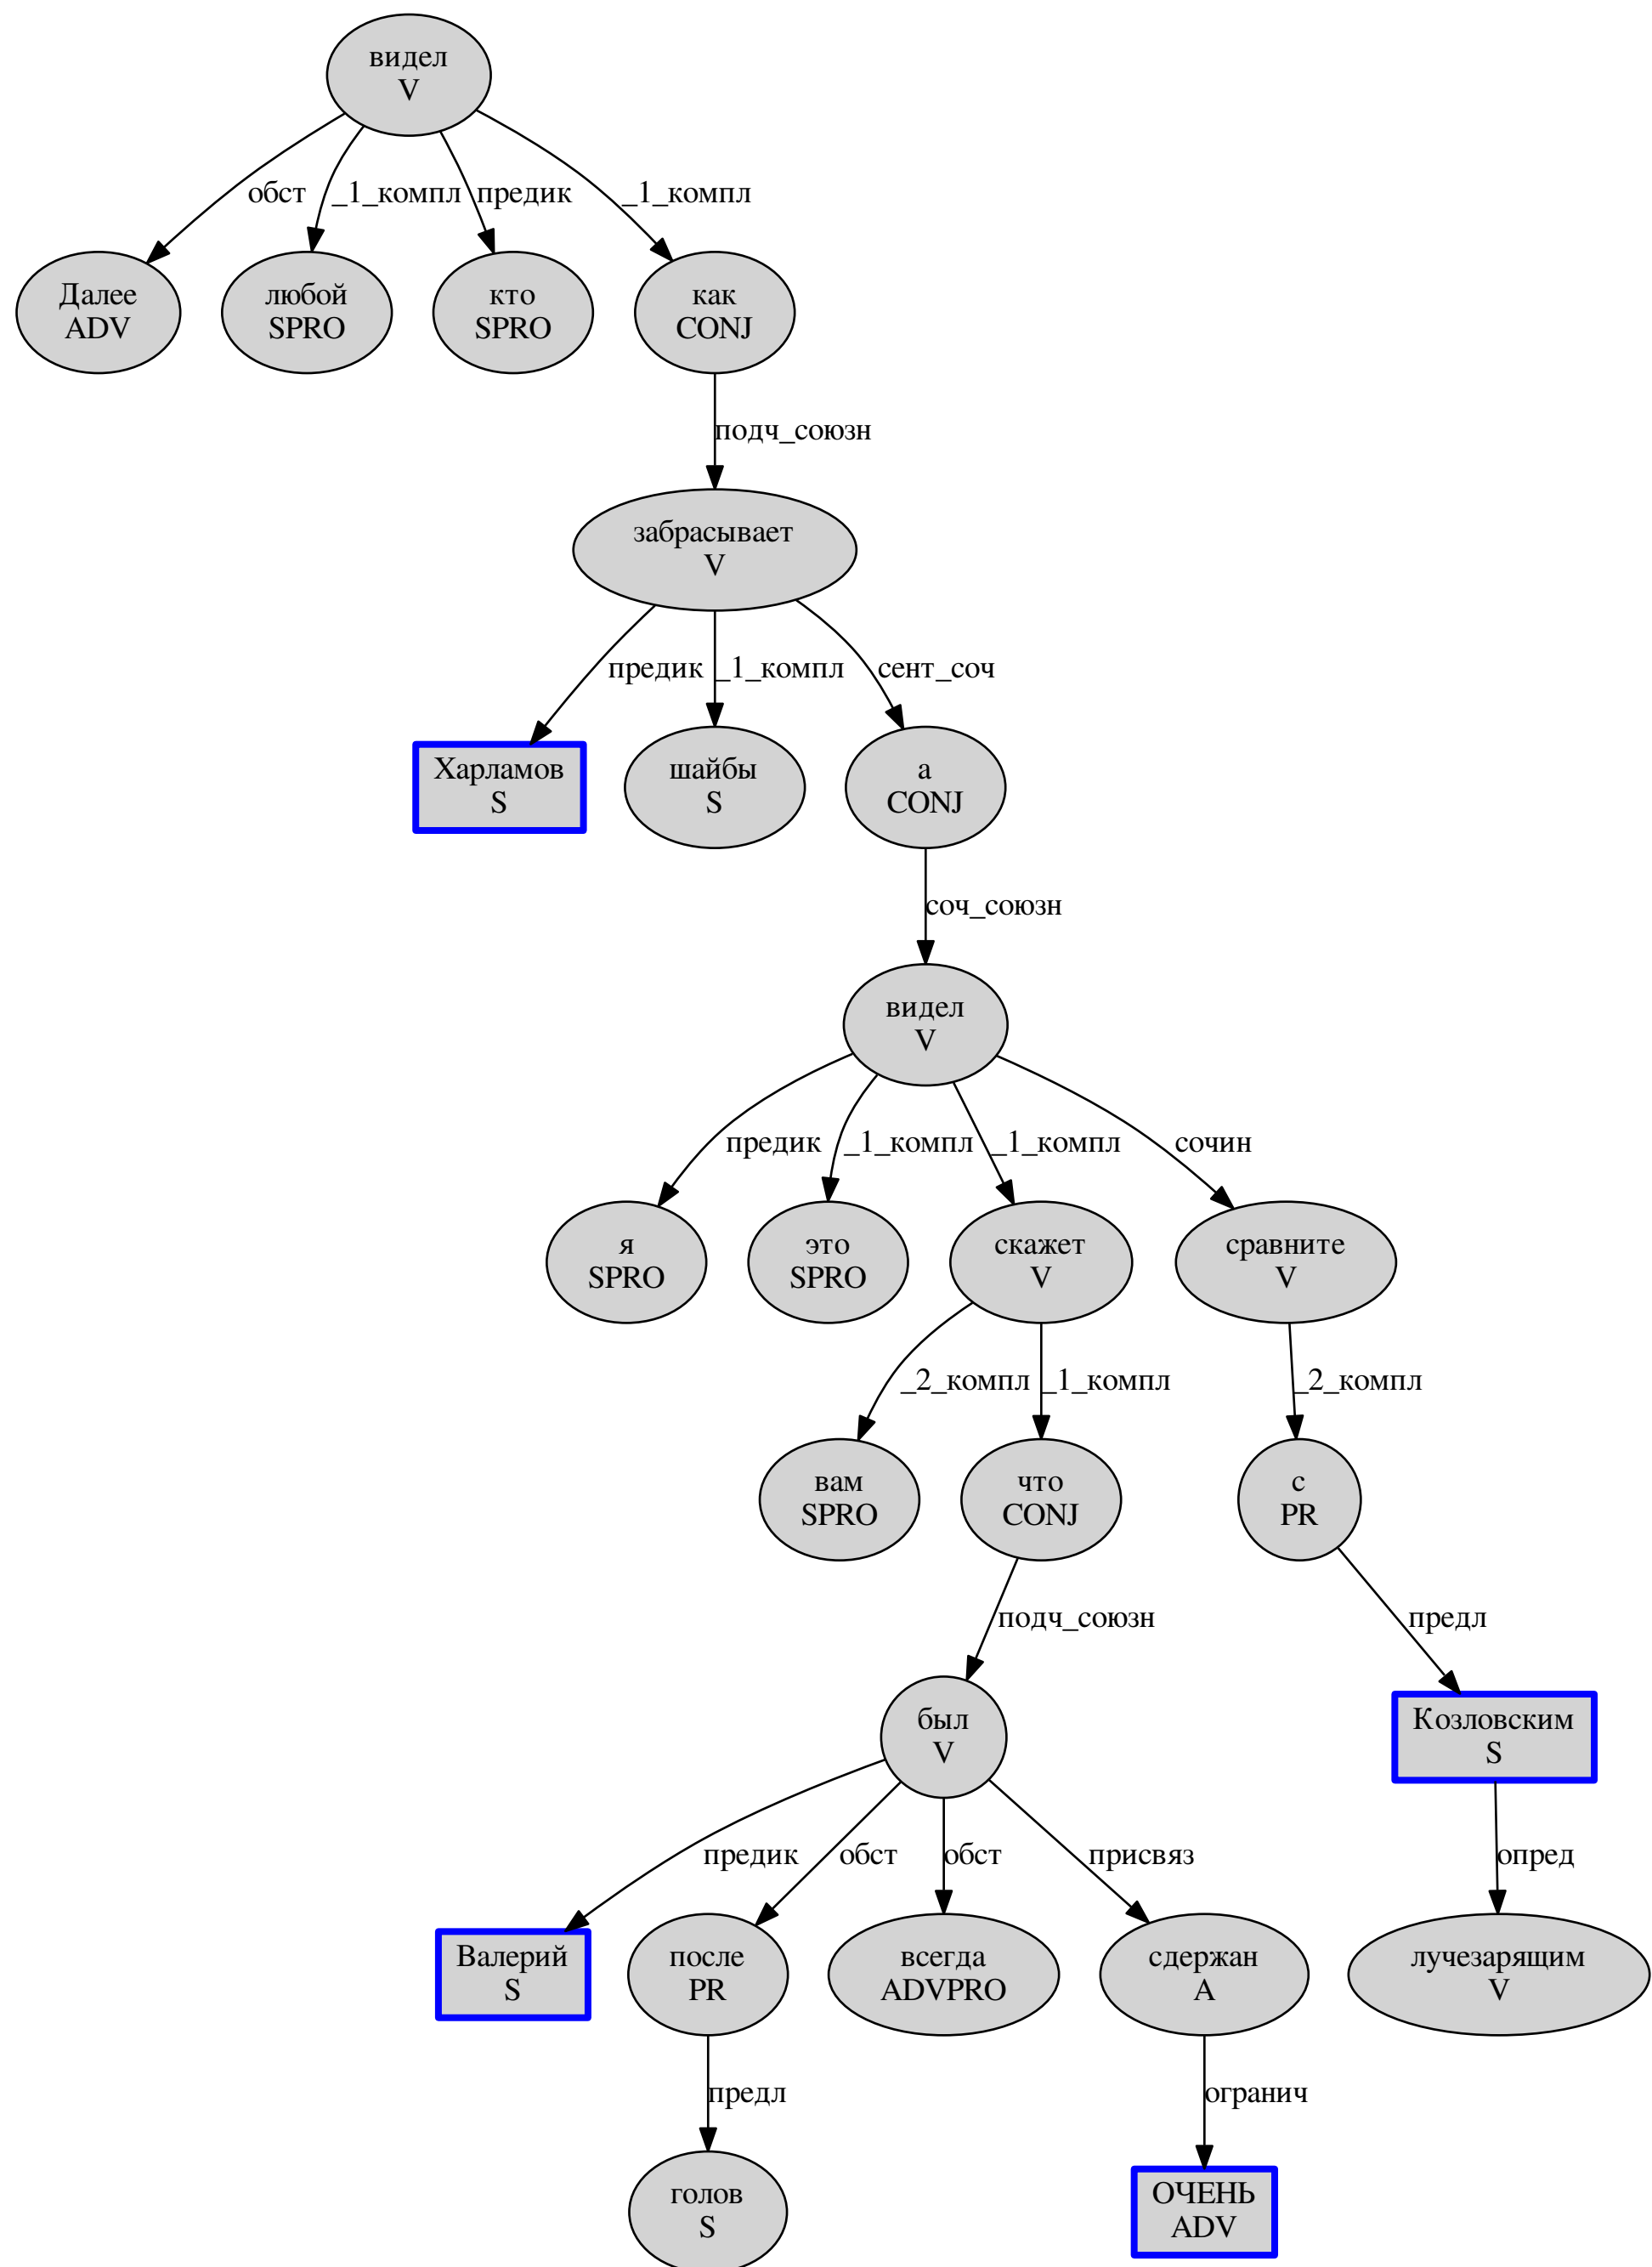 видел
V
обст _1_компл предик _1_компл
Далее
ADV
любой
SPRO
кто
SPRO
как
CONJ
подч_союзн
забрасывает
V
предик _1_компл сент_соч
Харламов
S
шайбы
S
а
CONJ
соч_союзн
видел
V
предик _1_компл _1_компл сочин
я
SPRO
это
SPRO
скажет
V
сравните
V
_2_компл _1_компл _2_компл
вам
SPRO
что
CONJ
с
PR
подч_союзн предл
был
V
Козловским
S
предик обст обст присвяз опред
Валерий
S
после
PR
всегда
ADVPRO
сдержан
A
лучезарящим
V
предл огранич
голов
S
ОЧЕНЬ
ADV